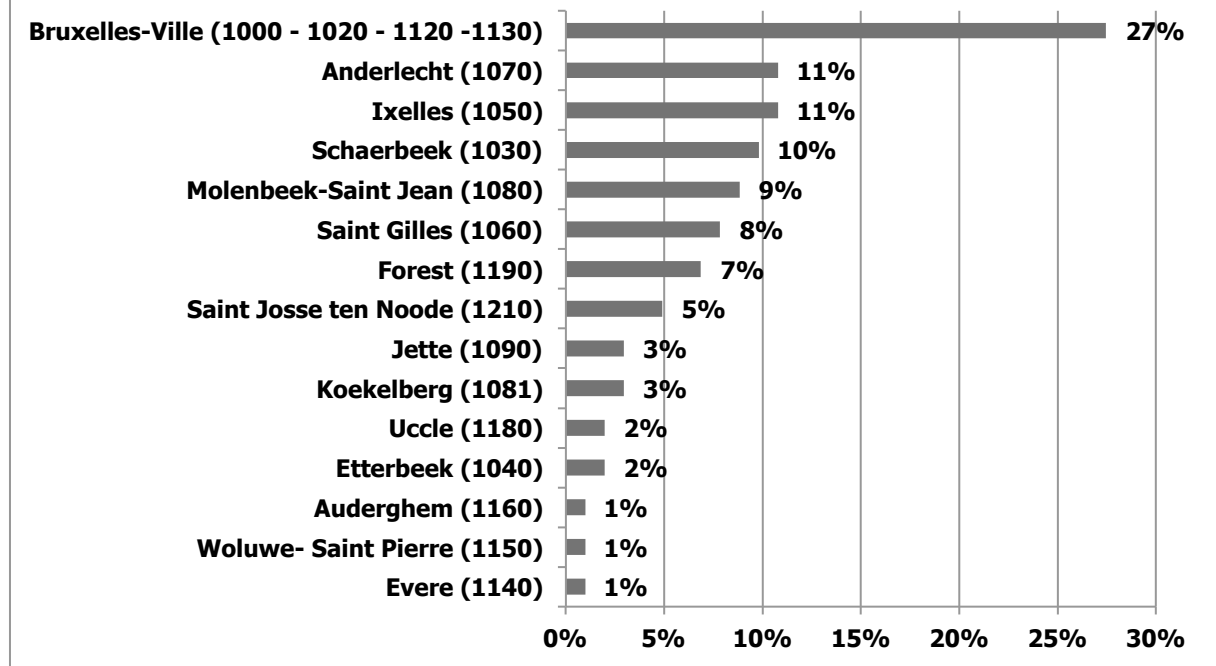 Bruxelles-Ville (1000 - 1020 - 1120 -1130) 27%
Anderlecht (1070) 11%
Ixelles (1050) 11%
Schaerbeek (1030) 10%
Molenbeek-Saint Jean (1080) 9%
Saint Gilles (1060) 8%
Forest (1190) 7%
Saint Josse ten Noode (1210) 5%
Jette (1090) 3%
Koekelberg (1081) 3%
Uccle (1180) 2%
Etterbeek (1040) 2%
Auderghem (1160) 1%
Woluwe- Saint Pierre (1150) 1%
Evere (1140) 1%
0% 5% 10% 15% 20% 25% 30%